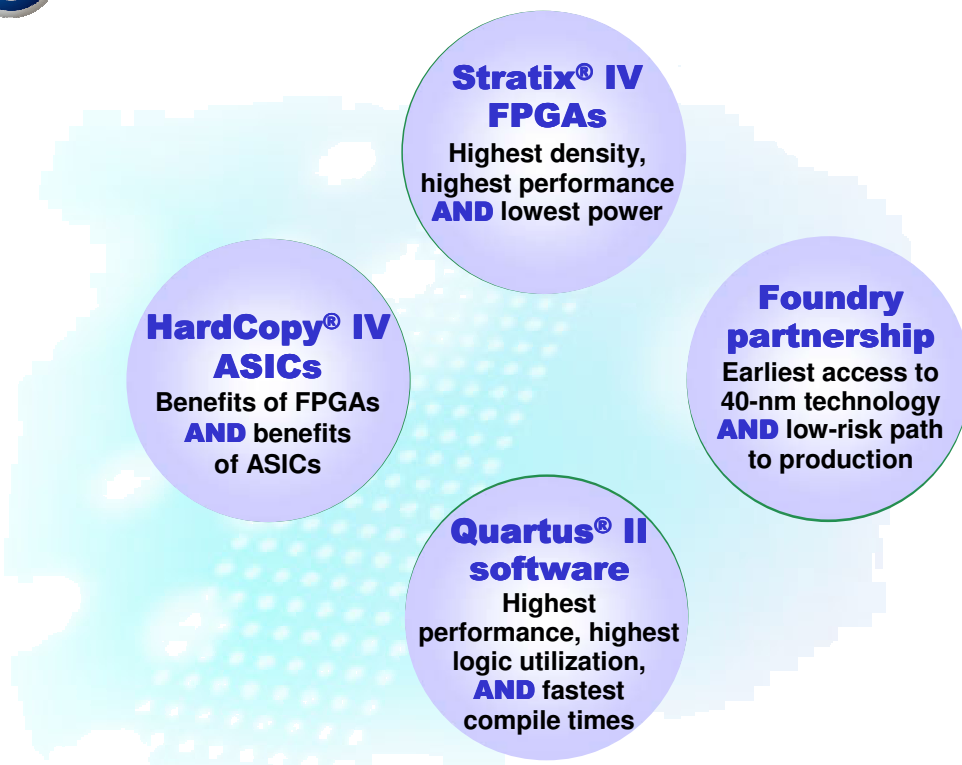 Stratix® IV
FPGAs
Highest density,
highest performance
AND lowest power
HardCopy® IV
ASICs
Benefits of FPGAs
AND benefits
of ASICs
Foundry
partnership
Earliest access to
40-nm technology
AND low-risk path
to production
Quartus® II
software
Highest
performance, highest
logic utilization,
AND fastest
compile times